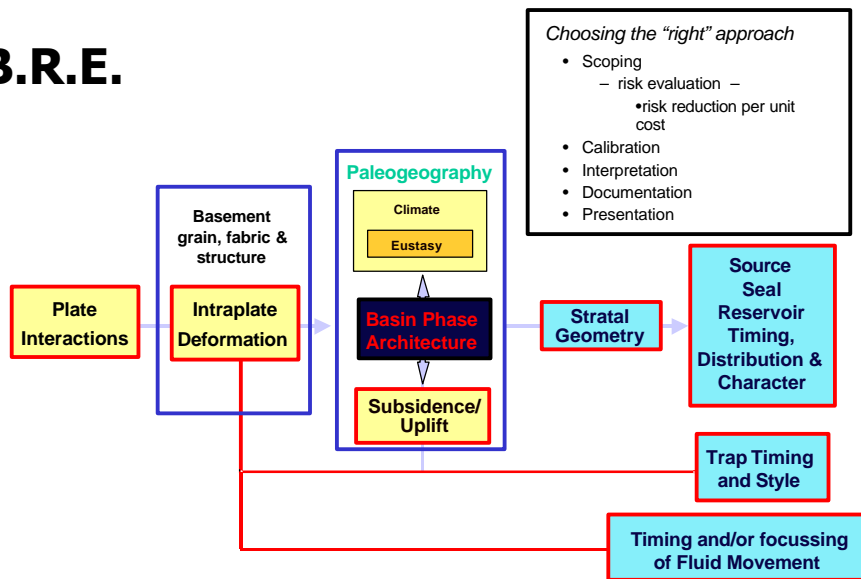 B.R.E.
Choosing the “right” approach
• Scoping
– risk evaluation –
•risk reduction per unit
cost
• Calibration
• Interpretation
• Documentation
• Presentation
Paleogeography
Climate
Eustasy
Basement
grain, fabric &
structure
Plate
Interactions
Intraplate
Deformation
Basin Phase
Architecture
Subsidence/
Uplift
Stratal
Geometry
Source
Seal
Reservoir
Timing,
Distribution &
Character
Trap Timing
and Style
Timing and/or focussing
of Fluid Movement